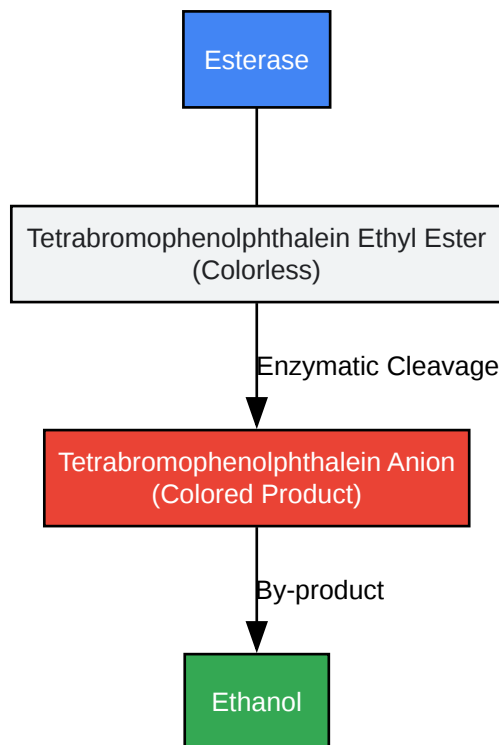 Esterase
Tetrabromophenolphthalein Ethyl Ester
(Colorless)
Enzymatic Cleavage
Tetrabromophenolphthalein Anion
(Colored Product)
By-product
Ethanol